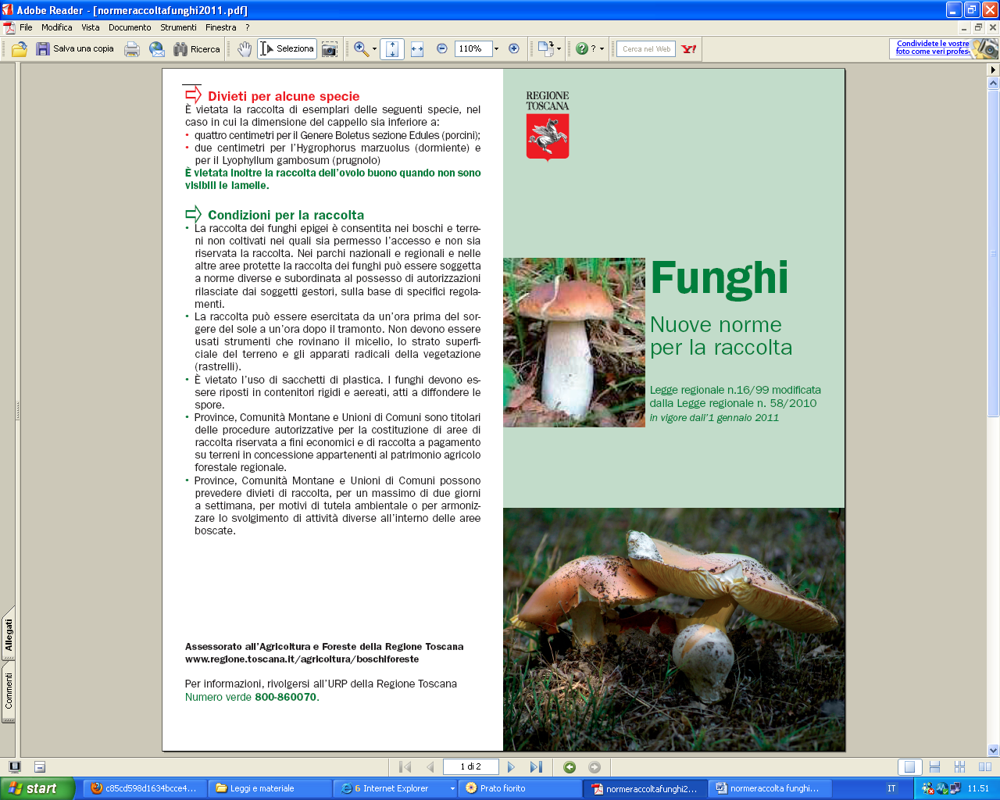 Adobe Reader - [normeraccoltafunghi2011.pdf]
File Modifica Vista Documento Strumenti Finestra ?
Salva una copia Ricerca Seleziona 110% ? Cerca nel Web Y!
Condividete le vostre
foto come veri profes-
Divieti per alcune specie
È vietata la raccolta di esemplari delle seguenti specie, nel
caso in cui la dimensione del cappello sia inferiore a:
• quattro centimetri per il Genere Boletus sezione Edules (porcini);
• due centimetri per l'Hygrophorus marzuolus (dormiente) e
per il Lyophyllum gambosum (prugnolo)
È vietata inoltre la raccolta dell'ovolo buono quando non sono
visibili le lamelle.
Condizioni per la raccolta
• La raccolta dei funghi epigei è consentita nei boschi e terre-
ni non coltivati nei quali sia permesso l'accesso e non sia
riservata la raccolta. Nei parchi nazionali e regionali e nelle
altre aree protette la raccolta dei funghi può essere soggetta
a norme diverse e subordinata al possesso di autorizzazioni
rilasciate dai soggetti gestori, sulla base di specifici regola-
menti.
• La raccolta può essere esercitata da un'ora prima del sor-
gere del sole a un'ora dopo il tramonto. Non devono essere
usati strumenti che rovinano il micelio, lo strato superfi-
ciale del terreno e gli apparati radicali della vegetazione
(rastrelli).
• È vietato l'uso di sacchetti di plastica. I funghi devono es-
sere riposti in contenitori rigidi e aereati, atti a diffondere le
spore.
• Province, Comunità Montane e Unioni di Comuni sono titolari
delle procedure autorizzative per la costituzione di aree di
raccolta riservata a fini economici e di raccolta a pagamento
su terreni in concessione appartenenti al patrimonio agricolo
forestale regionale.
• Province, Comunità Montane e Unioni di Comuni possono
prevedere divieti di raccolta, per un massimo di due giorni
a settimana, per motivi di tutela ambientale o per armoniz-
zare lo svolgimento di attività diverse all'interno delle aree
boscate.
Assessorato all'Agricoltura e Foreste della Regione Toscana
www.regione.toscana.it/agricoltura/boschiforeste
Per informazioni, rivolgersi all'URP della Regione Toscana
Numero verde 800-860070.
REGIONE
TOSCANA
Funghi
Nuove norme
per la raccolta
Legge regionale n.16/99 modificata
dalla Legge regionale n. 58/2010
in vigore dall'1 gennaio 2011
Allegati
Commenti
1 di 2
start c85cd598d1634bcce4... Leggi e materiale 6 Internet Explorer Prato fiorito normeraccoltafunghi2... normeraccolta funghi... IT 11.51